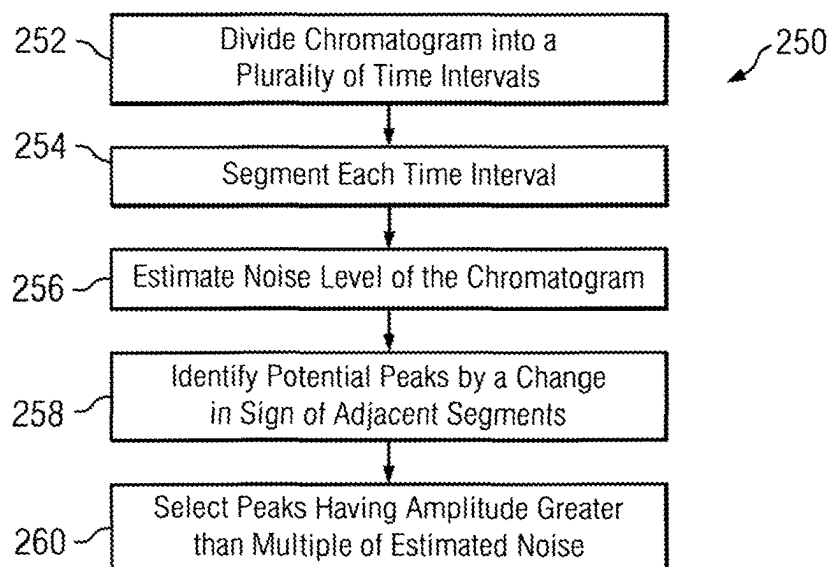 252
Divide Chromatogram into a
Plurality of Time Intervals
250
254
Segment Each Time Interval
256
Estimate Noise Level of the Chromatogram
258
Identify Potential Peaks by a Change
in Sign of Adjacent Segments
260
Select Peaks Having Amplitude Greater
than Multiple of Estimated Noise